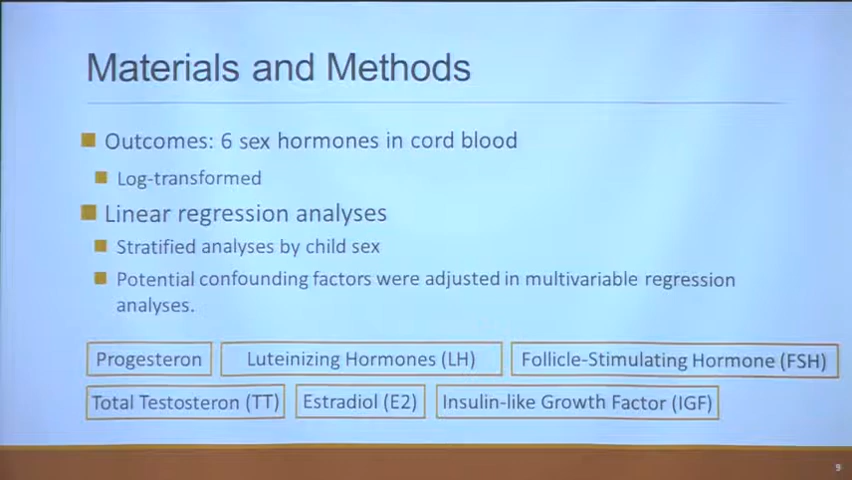 Materials and Methods
Outcomes: 6 sex hormones in cord blood
Log-transformed
Linear regression analyses
Stratified analyses by child sex
Potential confounding factors were adjusted in multivariable regression
analyses.
Progesteron
Luteinizing Hormones (LH)
Follicle-Stimulating Hormone (FSH)
Total Testosteron (TT)
Estradiol (E2)
Insulin-like Growth Factor (IGF)
9